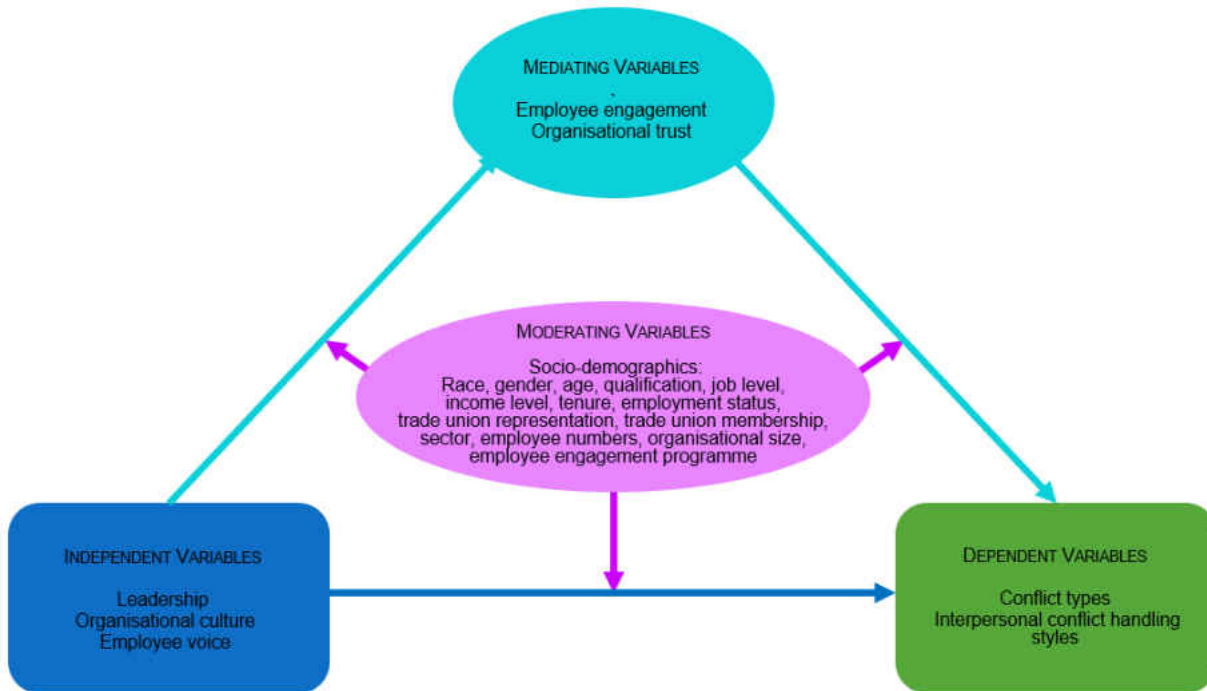 MEDIATING VARIABLES
.
Employee engagement
Organisational trust
MODERATING VARIABLES
Socio-demographics:
Race, gender, age, qualification, job level,
income level, tenure, employment status,
trade union representation, trade union membership,
sector, employee numbers, organisational size,
employee engagement programme
INDEPENDENT VARIABLES
Leadership
Organisational culture
Employee voice
DEPENDENT VARIABLES
Conflict types
Interpersonal conflict handling
styles